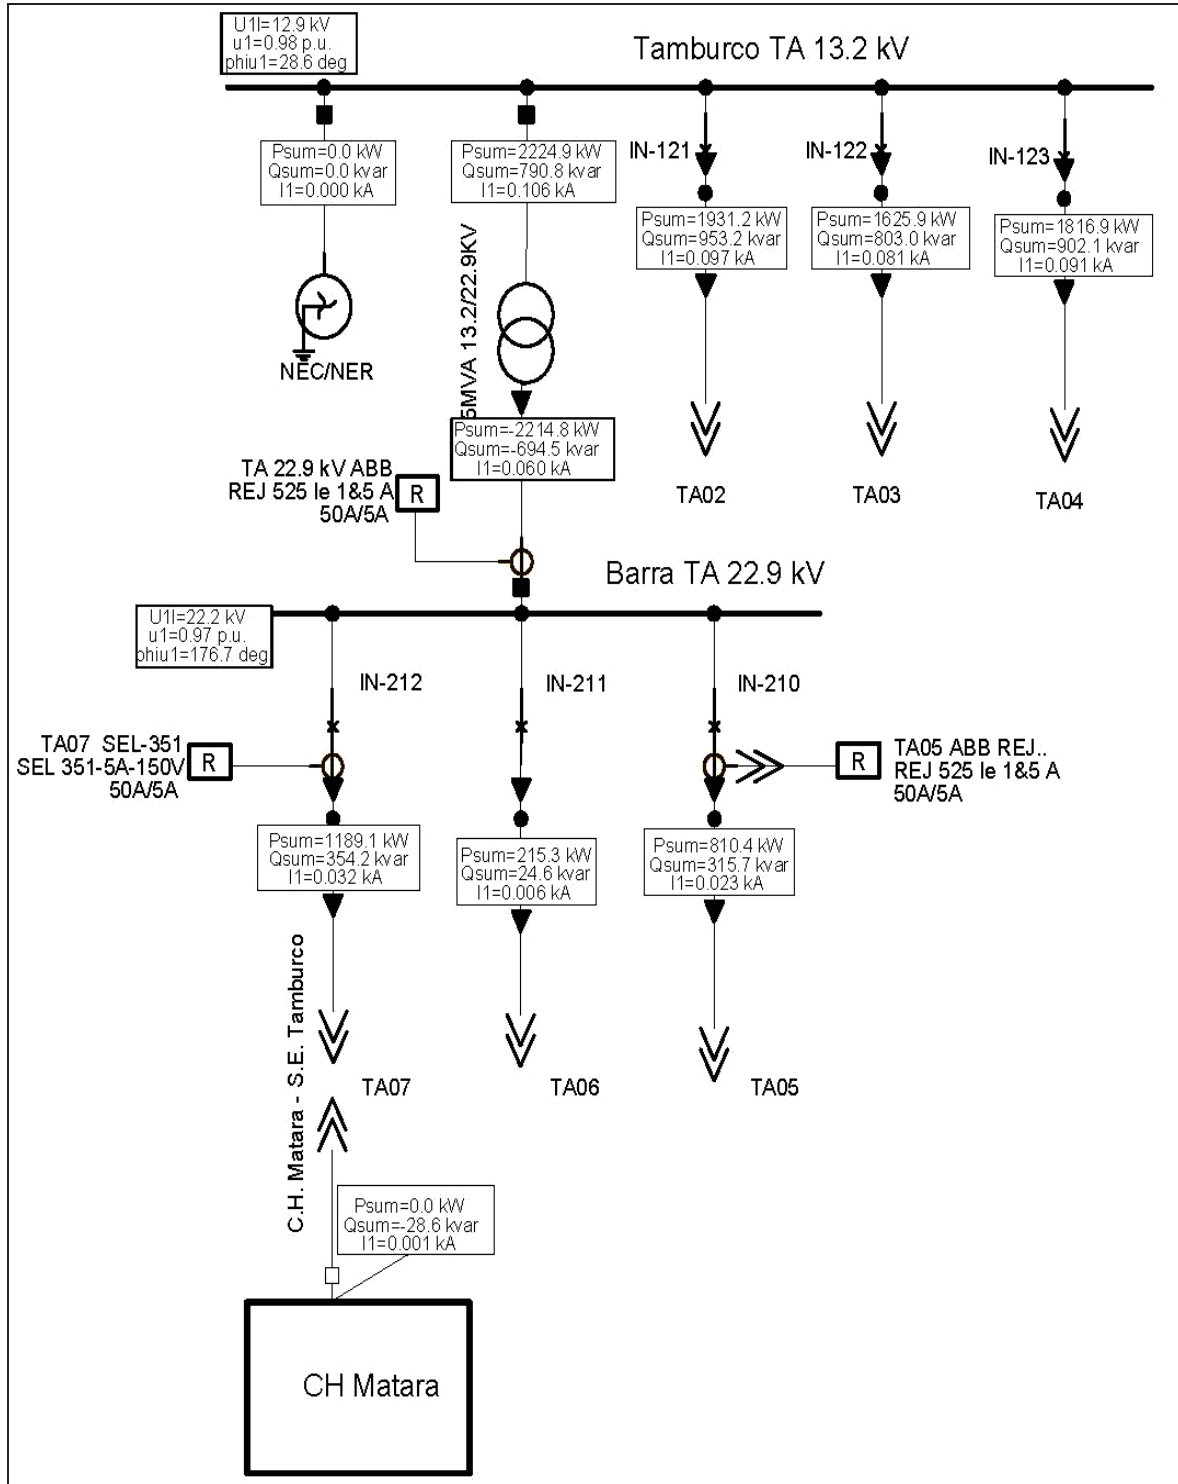 U1l=12.9 kV
u1=0.98 p.u.
phiu1=28.6 deg
Tamburco TA 13.2 kV
Psum=0.0 kW
Qsum=0.0 kvar
I1=0.000 kA
Psum=2224.9 kW
Qsum=790.8 kvar
I1=0.106 kA
IN-121
IN-122
IN-123
Psum=1931.2 kW
Qsum=953.2 kvar
I1=0.097 kA
Psum=1625.9 kW
Qsum=803.0 kvar
I1=0.081 kA
Psum=1816.9 kW
Qsum=902.1 kvar
I1=0.091 kA
NEC/NER
5MVA 13.2/22.9KV
Psum=-2214.8 kW
Qsum=-694.5 kvar
I1=0.060 kA
TA02
TA03
TA04
TA 22.9 kV ABB
REJ 525 Ie 1&5 A
50A/5A
R
Barra TA 22.9 kV
U1l=22.2 kV
u1=0.97 p.u.
phiu1=176.7 deg
IN-212
IN-211
IN-210
TA07 SEL-351
SEL 351-5A-150V
50A/5A
R
R
TA05 ABB REJ..
REJ 525 Ie 1&5 A
50A/5A
Psum=1189.1 kW
Qsum=354.2 kvar
I1=0.032 kA
Psum=215.3 kW
Qsum=24.6 kvar
I1=0.006 kA
Psum=810.4 kW
Qsum=315.7 kvar
I1=0.023 kA
C.H. Matara - S.E. Tamburco
TA07
TA06
TA05
Psum=0.0 kW
Qsum=-28.6 kvar
I1=0.001 kA
CH Matara